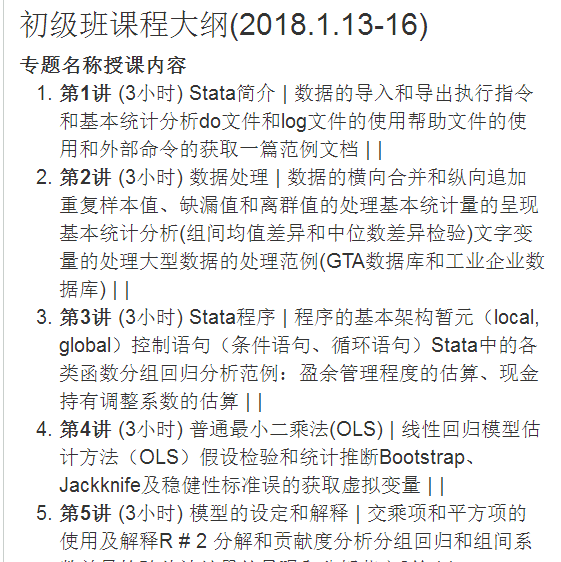 初级班课程大纲(2018.1.13-16)
专题名称授课内容
1. 第1讲 (3小时) Stata简介 | 数据的导入和导出执行指令
和基本统计分析do文件和log文件的使用帮助文件的使
用和外部命令的获取一篇范例文档 | |
2. 第2讲 (3小时) 数据处理 | 数据的横向合并和纵向追加
重复样本值、缺漏值和离群值的处理基本统计量的呈现
基本统计分析(组间均值差异和中位数差异检验)文字变
量的处理大型数据的处理范例(GTA数据库和工业企业数
据库) | |
3. 第3讲 (3小时) Stata程序 | 程序的基本架构暂元（local,
global）控制语句（条件语句、循环语句）Stata中的各
类函数分组回归分析范例：盈余管理程度的估算、现金
持有调整系数的估算 | |
4. 第4讲 (3小时) 普通最小二乘法(OLS) | 线性回归模型估
计方法（OLS）假设检验和统计推断Bootstrap、
Jackknife及稳健性标准误的获取虚拟变量 | |
5. 第5讲 (3小时) 模型的设定和解释 | 交乘项和平方项的
使用及解释R # 2 分解和贡献度分析分组回归和组间系